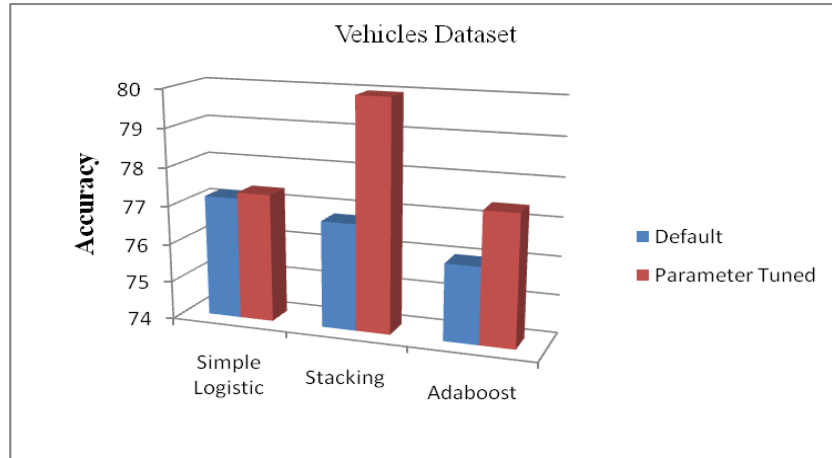 Vehicles Dataset
Accuracy
80
79
78
77
76
75
74
Simple
Logistic
Stacking
Adaboost
Default
Parameter Tuned